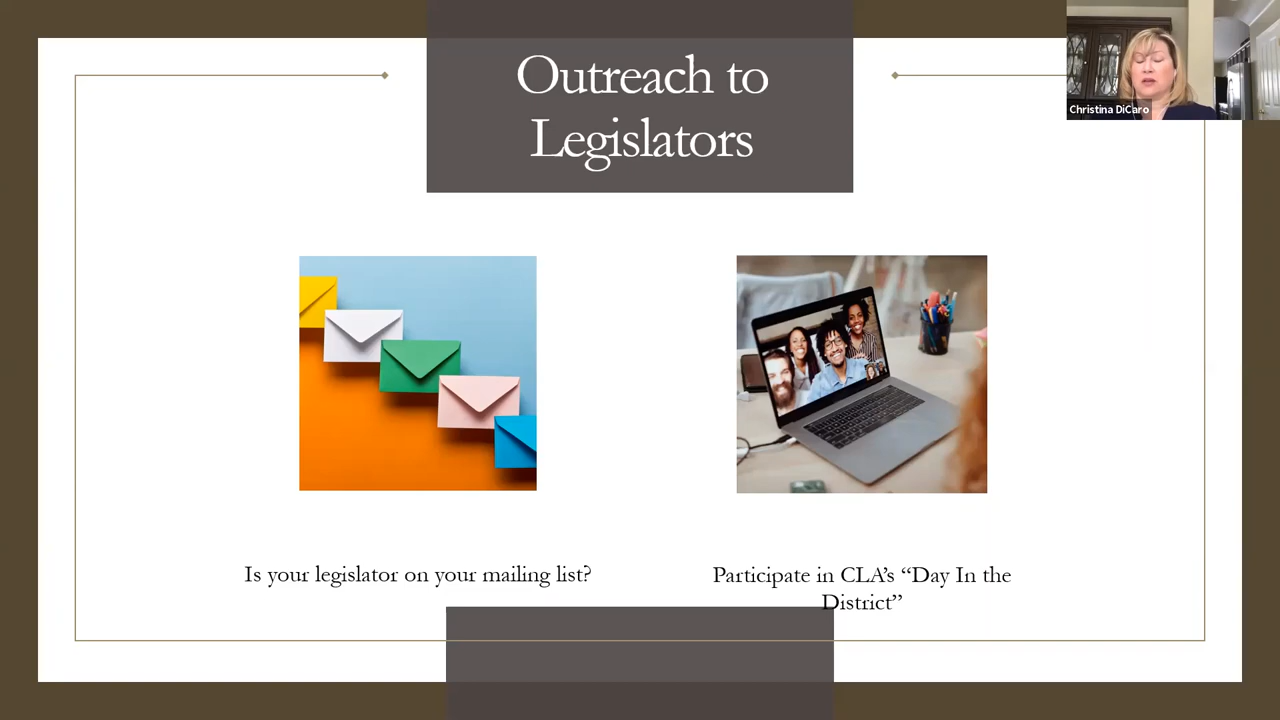 Outreach to
Legislators
Christina DiCaro
Is your legislator on your mailing list?
Participate in CLA’s “Day In the
District”